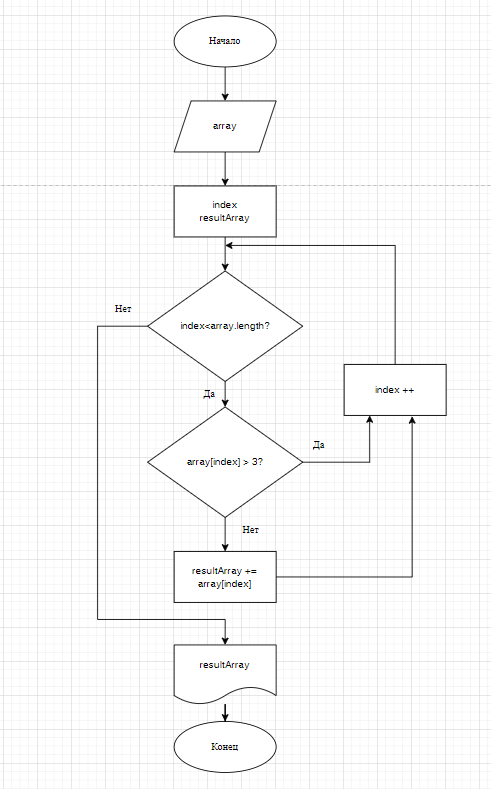 Начало
array
index
resultArray
index<array.length?
Нет
Да
index ++
array[index] > 3?
Да
Нет
resultArray +=
array[index]
resultArray
Конец